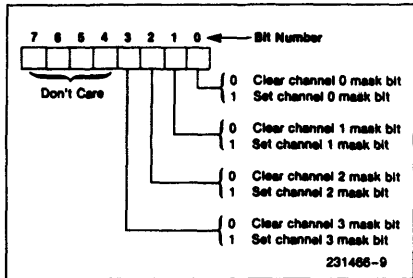 7 6 5 4 3 2 1 0 Bit Number
Don't Care
0 Clear channel 0 mask bit
1 Set channel 0 mask bit
0 Clear channel 1 mask bit
1 Set channel 1 mask bit
0 Clear channel 2 mask bit
1 Set channel 2 mask bit
0 Clear channel 3 mask bit
1 Set channel 3 mask bit
231466-9